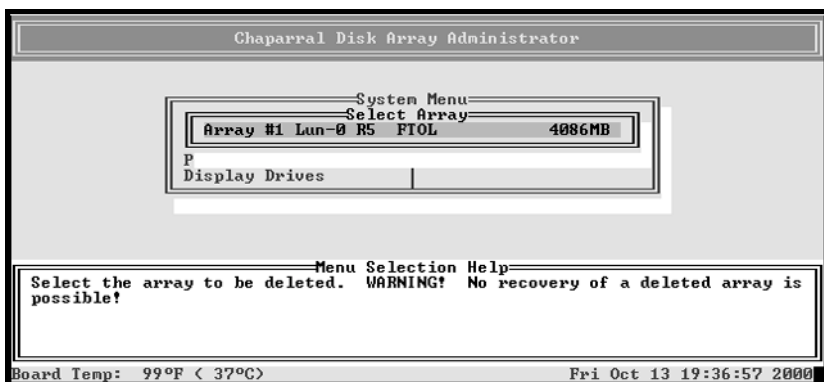 Chaparral Disk Array Administrator
System Menu
Select Array
Array #1 Lun-0 R5 FTOL 4086MB
P
Display Drives
Menu Selection Help
Select the array to be deleted. WARNING! No recovery of a deleted array is
possible!
Board Temp: 99°F ( 37°C) Fri Oct 13 19:36:57 2000